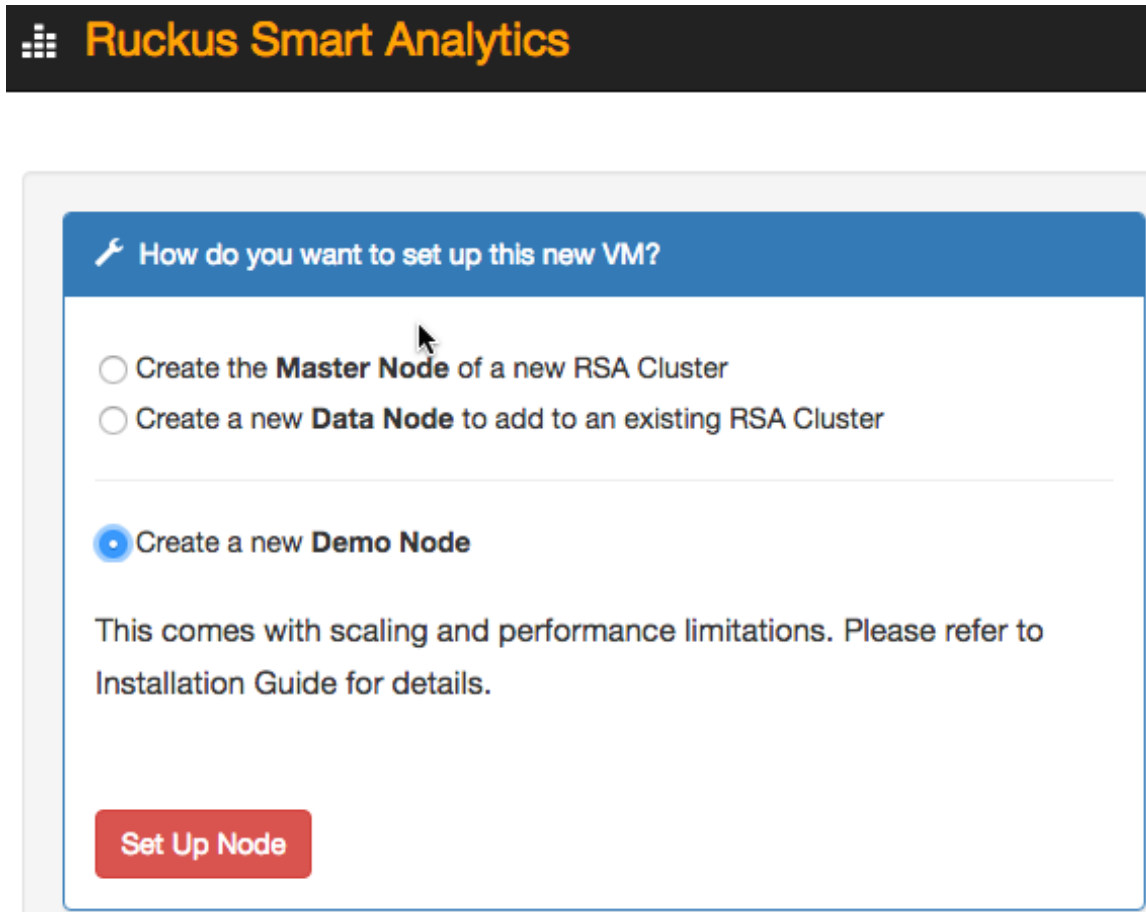 Ruckus Smart Analytics
How do you want to set up this new VM?
Create the Master Node of a new RSA Cluster
Create a new Data Node to add to an existing RSA Cluster
Create a new Demo Node
This comes with scaling and performance limitations. Please refer to
Installation Guide for details.
Set Up Node